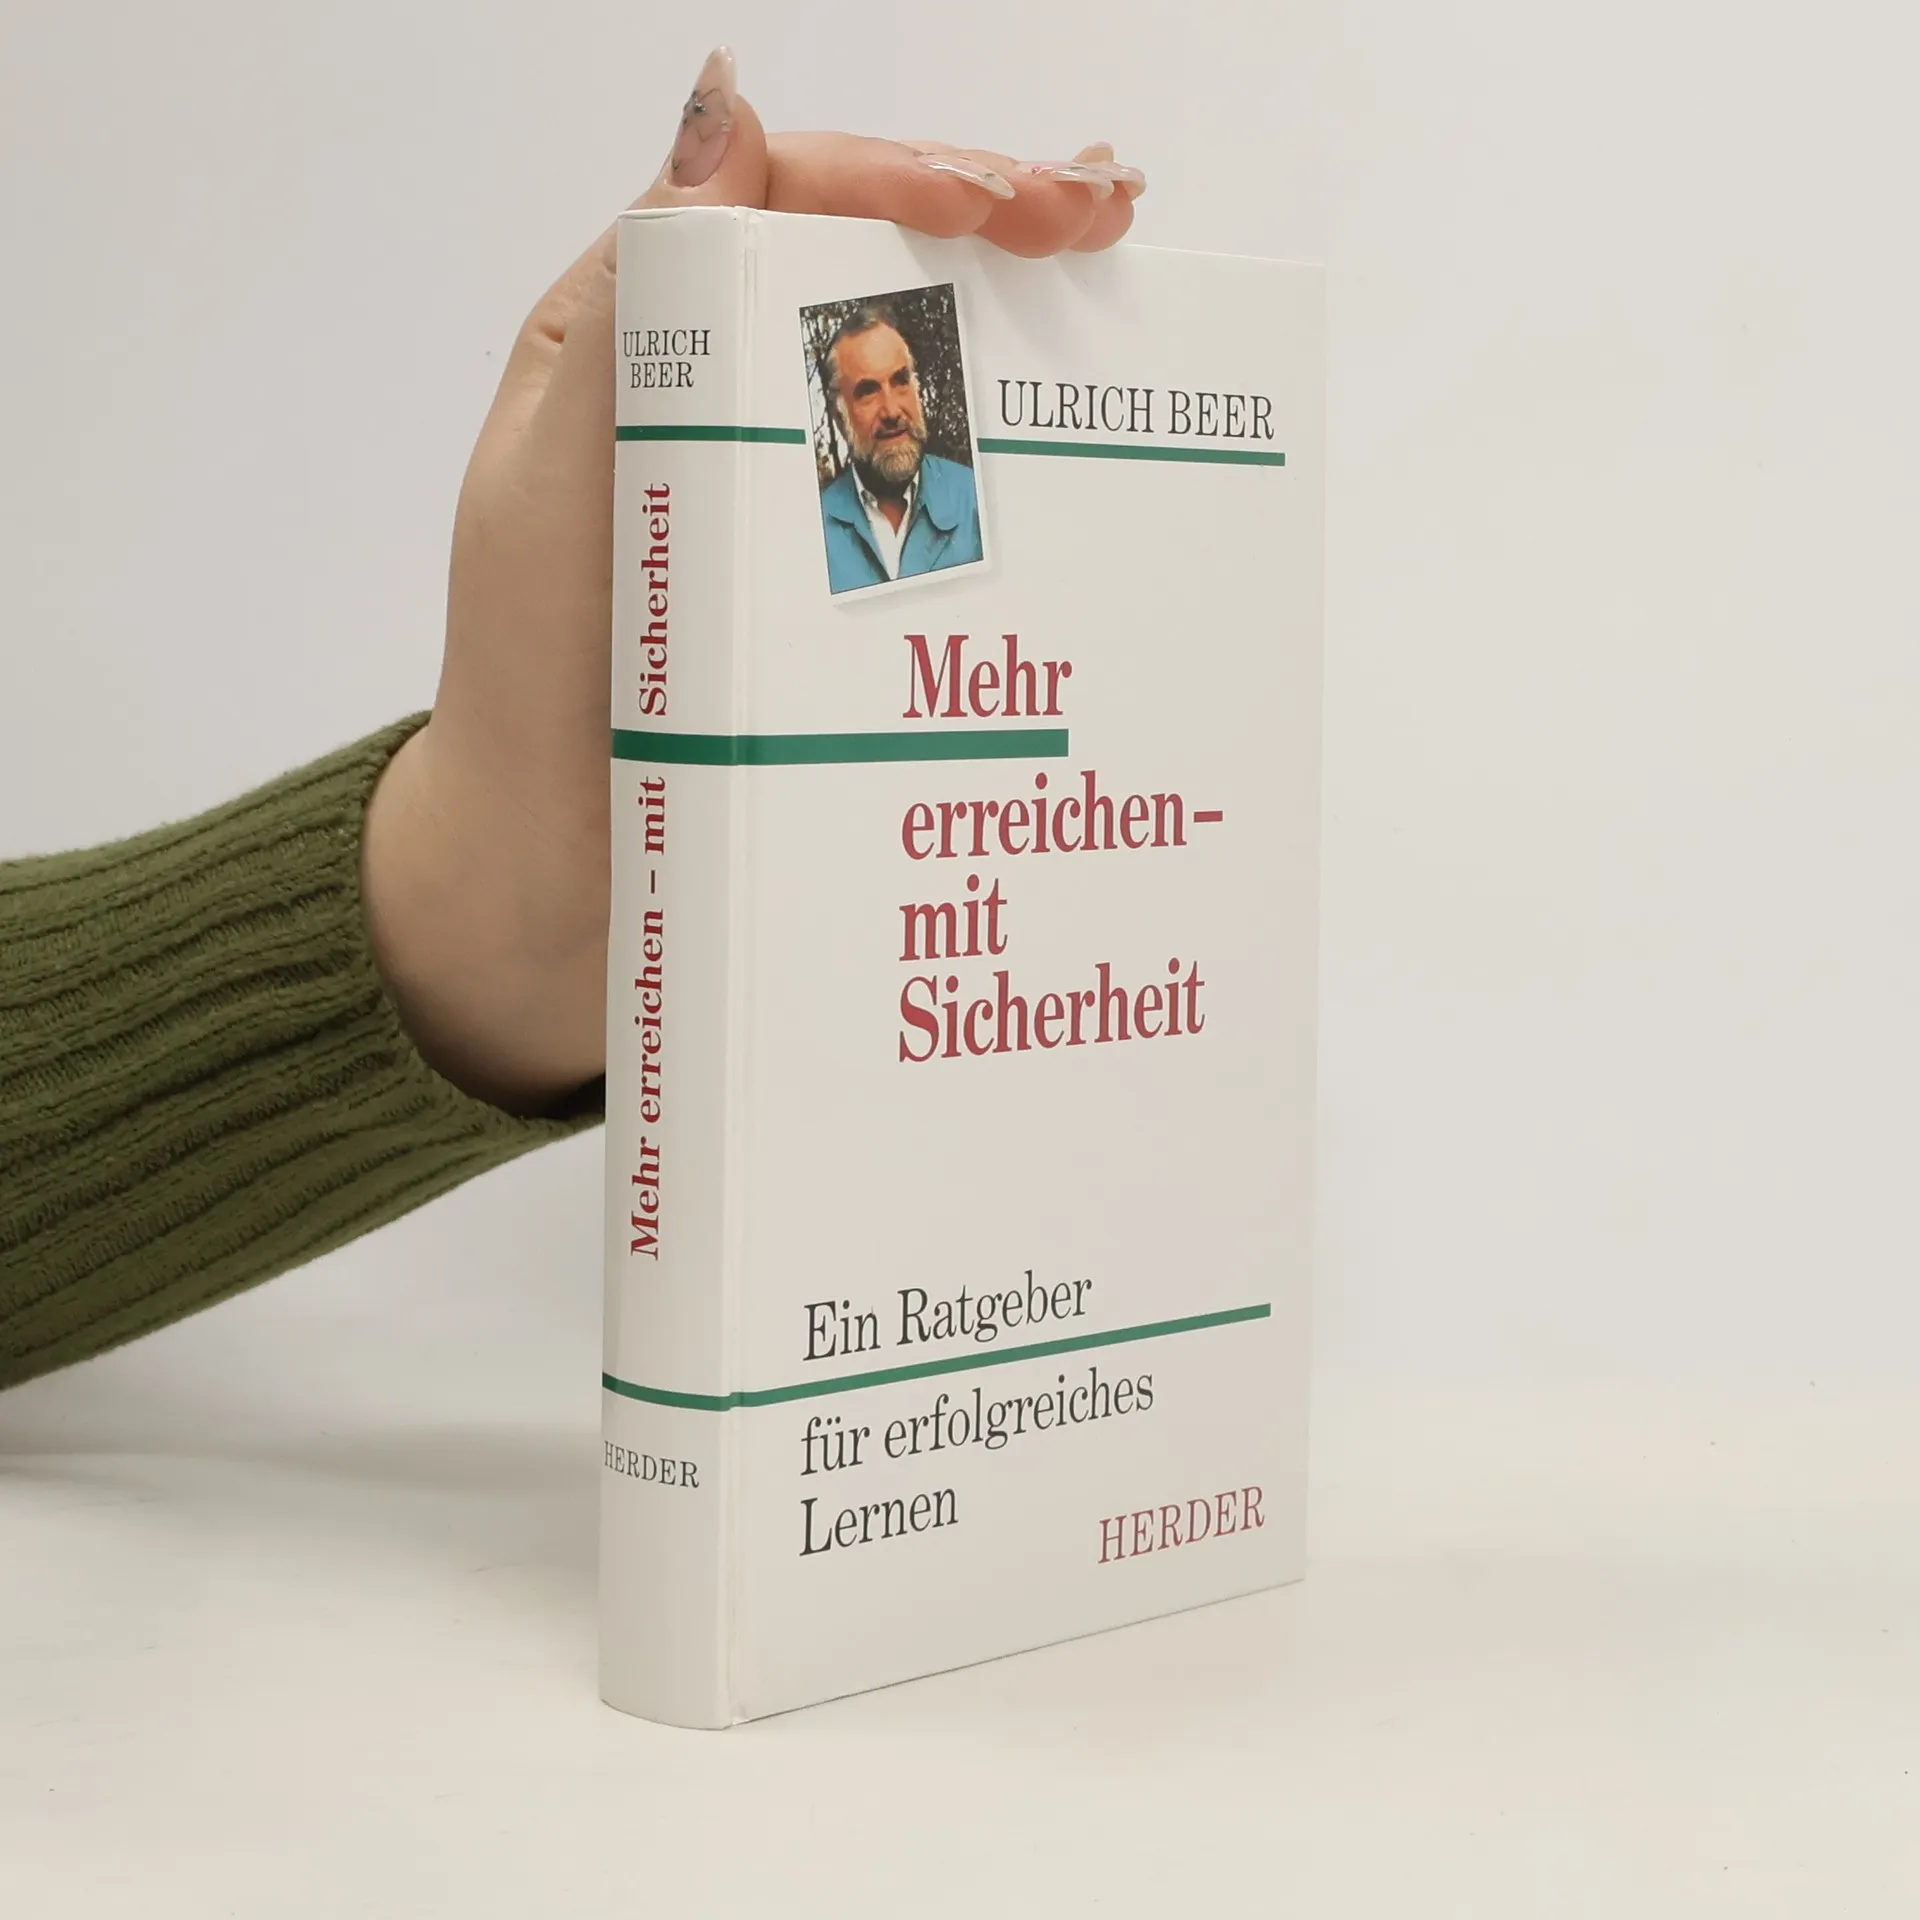 ULRICH
BEER
Mehr erreichen – mit Sicherheit
HERDER
ULRICH BEER
Mehr
erreichen –
mit
Sicherheit
Ein Ratgeber
für erfolgreiches
Lernen
HERDER